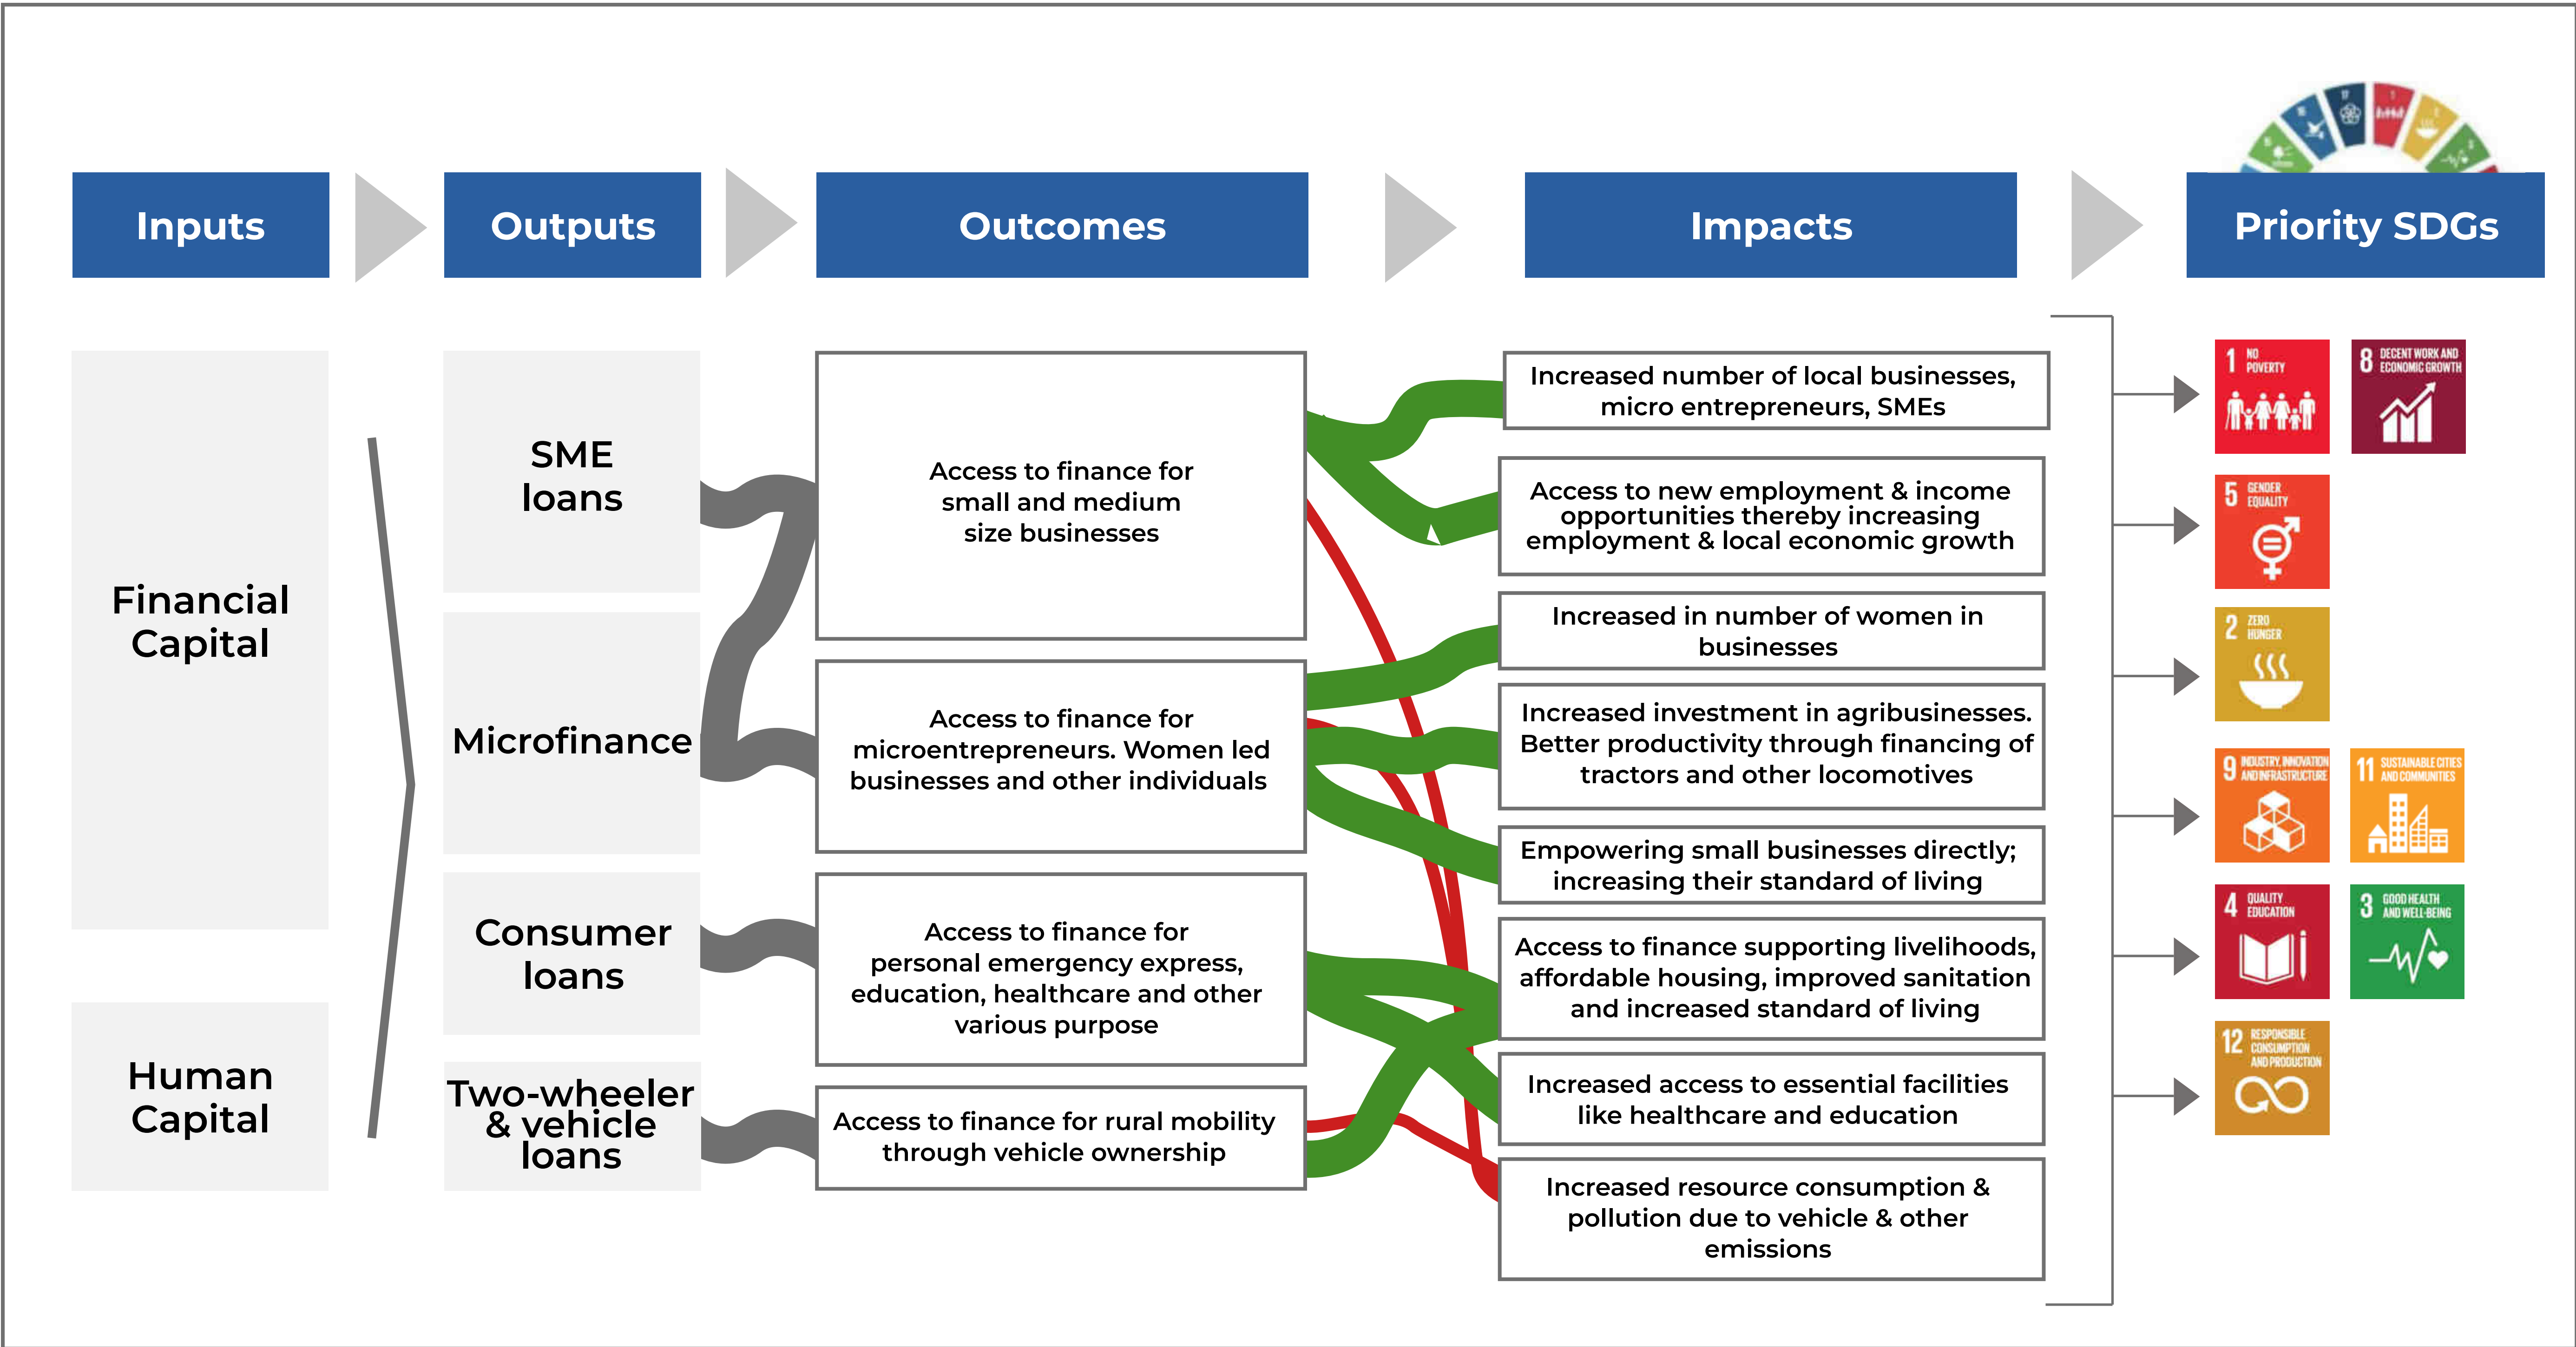 Inputs
Outputs
Outcomes
Impacts
Priority SDGs
Financial
Capital
Human
Capital
SME
loans
Microfinance
Consumer
loans
Two-wheeler
& vehicle
loans
Access to finance for
small and medium
size businesses
Access to finance for
microentrepreneurs. Women led
businesses and other individuals
Access to finance for
personal emergency express,
education, healthcare and other
various purpose
Access to finance for rural mobility
through vehicle ownership
Increased number of local businesses,
micro entrepreneurs, SMEs
Access to new employment & income
opportunities thereby increasing
employment & local economic growth
Increased in number of women in
businesses
Increased investment in agribusinesses.
Better productivity through financing of
tractors and other locomotives
Empowering small businesses directly;
increasing their standard of living
Access to finance supporting livelihoods,
affordable housing, improved sanitation
and increased standard of living
Increased access to essential facilities
like healthcare and education
Increased resource consumption &
pollution due to vehicle & other
emissions
1 NO
POVERTY
8 DECENT WORK AND
ECONOMIC GROWTH
5 GENDER
EQUALITY
2 ZERO
HUNGER
9 INDUSTRY, INNOVATION
AND INFRASTRUCTURE
11 SUSTAINABLE CITIES
AND COMMUNITIES
4 QUALITY
EDUCATION
3 GOOD HEALTH
AND WELL-BEING
12 RESPONSIBLE
CONSUMPTION
AND PRODUCTION